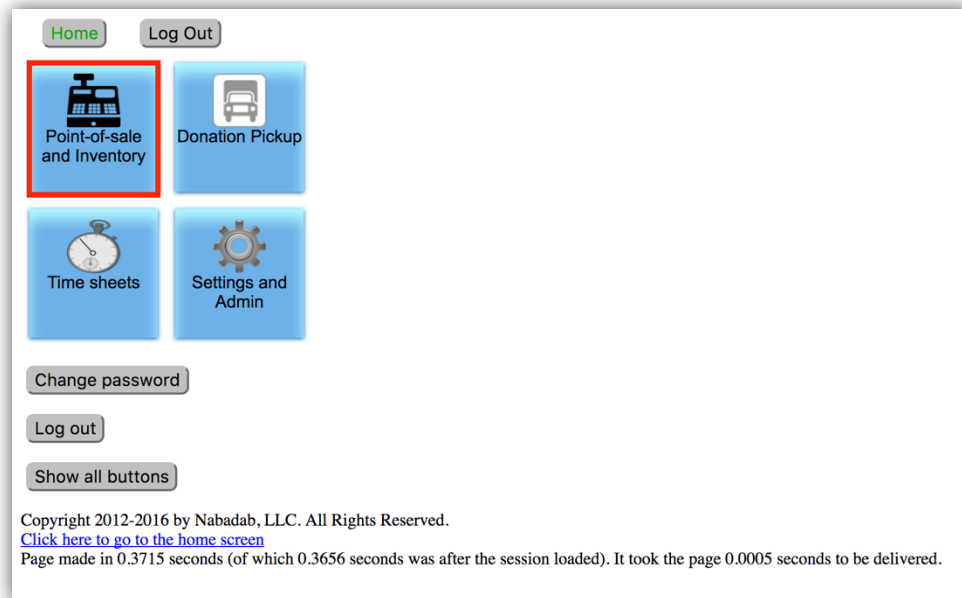 Home
Log Out
Point-of-sale
and Inventory
Donation Pickup
Time sheets
Settings and
Admin
Change password
Log out
Show all buttons
Copyright 2012-2016 by Nabadab, LLC. All Rights Reserved.
Click here to go to the home screen
Page made in 0.3715 seconds (of which 0.3656 seconds was after the session loaded). It took the page 0.0005 seconds to be delivered.